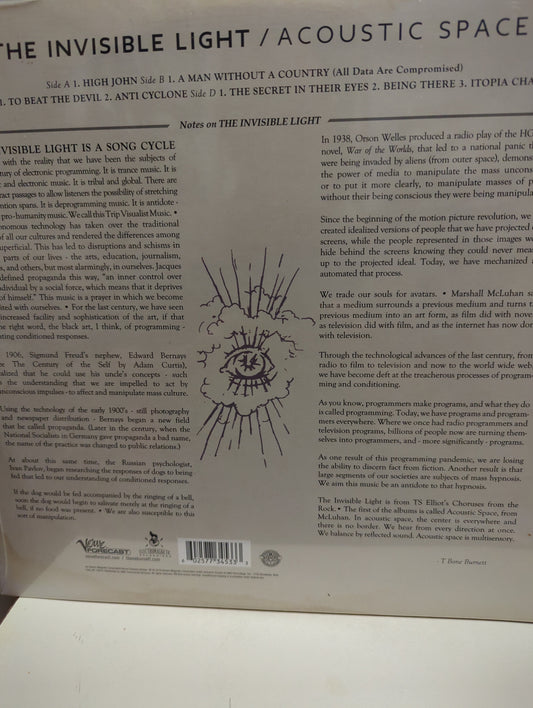 THE INVISIBLE LIGHT / ACOUSTIC SPACE
Side A 1. HIGH JOHN Side B 1. A MAN WITHOUT A COUNTRY (All Data Are Compromised)
1. TO BEAT THE DEVIL 2. ANTI CYCLONE Side D 1. THE SECRET IN THEIR EYES 2. BEING THERE 3. ITOPIA CHA
Notes on THE INVISIBLE LIGHT
VISIBLE LIGHT IS A SONG CYCLE
with the reality that we have been the subjects of
tury of electronic programming. It is trance music. It is
and electronic music. It is tribal and global. There are
ract passages to allow listeners the possibility of stretching
ention spans. It is deprogramming music. It is antidote -
pro-humanity music. We call this Trip Visualist Music. •
onomous technology has taken over the traditional
of all our cultures and rendered the differences among
uperficial. This has led to disruptions and schisms in
parts of our lives - the arts, education, journalism,
s, and others, but most alarmingly, in ourselves. Jacques
defined propaganda this way, "an inner control over
dividual by a social force, which means that it deprives
of himself." This music is a prayer in which we become
ited with ourselves. • For the last century, we have seen
increased facility and sophistication of the art, if that
he right word, the black art, I think, of programming -
ting conditioned responses.
1906, Sigmund Freud's nephew, Edward Bernays
e The Century of the Self by Adam Curtis),
alized that he could use his uncle's concepts - such
the understanding that we are impelled to act by
unconscious impulses - to affect and manipulate mass culture.
Using the technology of the early 1900's - still photography
and newspaper distribution - Bernays began a new field
that he called propaganda. (Later in the century, when the
National Socialists in Germany gave propaganda a bad name,
the name of the practice was changed to public relations.)
At about this same time, the Russian psychologist,
Ivan Pavlov, began researching the responses of dogs to being
fed that led to our understanding of conditioned responses.
If the dog would be fed accompanied by the ringing of a bell,
soon the dog would begin to salivate merely at the ringing of a
bell, if no food was present. • We are also susceptible to this
sort of manipulation.
In 1938, Orson Welles produced a radio play of the HG
novel, War of the Worlds, that led to a national panic th
were being invaded by aliens (from outer space), demons
the power of media to manipulate the mass uncons
or to put it more clearly, to manipulate masses of p
without their being conscious they were being manipula
Since the beginning of the motion picture revolution, we
created idealized versions of people that we have projected
screens, while the people represented in those images wo
hide behind the screens knowing they could never meas
up to the projected ideal. Today, we have mechanized
automated that process.
We trade our souls for avatars. • Marshall McLuhan sa
that a medium surrounds a previous medium and turns t
previous medium into an art form, as film did with novel
as television did with film, and as the internet has now don
with television.
Through the technological advances of the last century, from
radio to film to television and now to the world wide web
we have become deft at the treacherous processes of program-
ming and conditioning.
As you know, programmers make programs, and what they do
is called programming. Today, we have programs and program-
mers everywhere. Where we once had radio programmers and
television programs, billions of people now are turning them-
selves into programmers, and - more significantly - programs.
As one result of this programming pandemic, we are losing
the ability to discern fact from fiction. Another result is that
large segments of our societies are subjects of mass hypnosis.
We aim this music be an antidote to that hypnosis.
The Invisible Light is from TS Elliot's Choruses from the
Rock. • The first of the albums is called Acoustic Space, from
McLuhan. In acoustic space, the center is everywhere and
there is no border. We hear from every direction at once.
We balance by reflected sound. Acoustic space is multisensory.
- T Bone Burnett
Verve
FORECAST
6 02577 34533 3